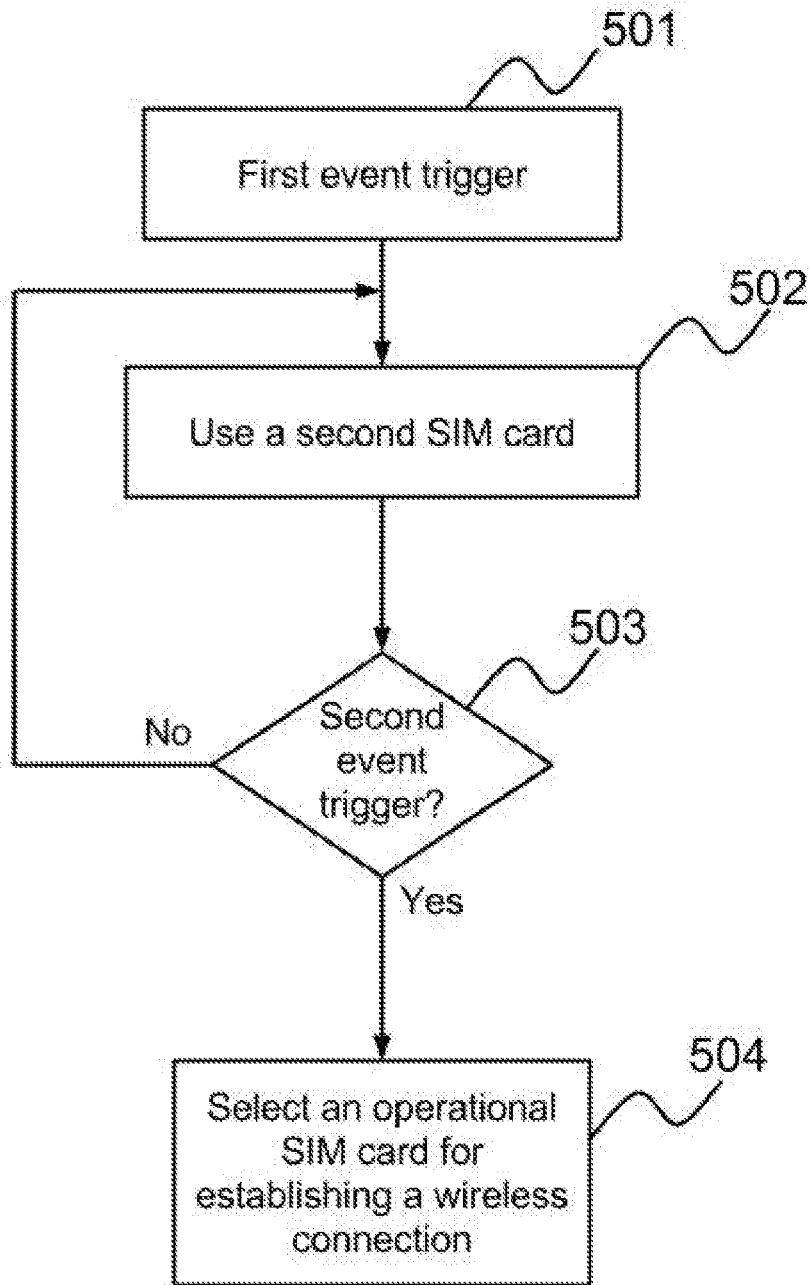 501
First event trigger
502
Use a second SIM card
503
Second
event
trigger?
No
Yes
504
Select an operational
SIM card for
establishing a wireless
connection